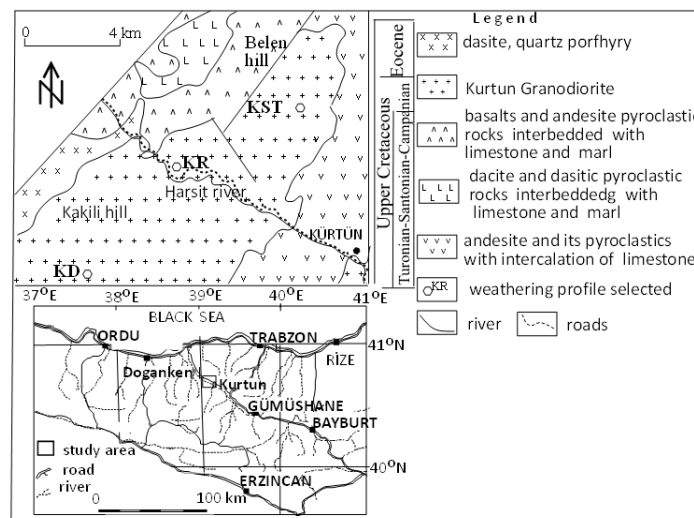 0 4 km
N
Belen
hill
KST
KR
Harsit river
Kakili hill
KÜRTÜN
KD
37°E 38°E 39°E 40°E 41°E
Legend
Eocene
dasite, quartz porfhyry
Upper Cretaceous
Turonian-Santonian-Campanian
Kurtun Granodiorite
basalts and andesite pyroclastic
rocks interbedded with
limestone and marl
dacite and dasitic pyroclastic
rocks interbeddedg with
limestone and marl
andesite and its pyroclastics
with intercalation of limestone
KR weathering profile selected
river roads
BLACK SEA
ORDU
TRABZON
41°N
RİZE
Doganken
Kurtun
GÜMÜSHANE
BAYBURT
study area
road
river
40°N
ERZİNCAN
0 100 km